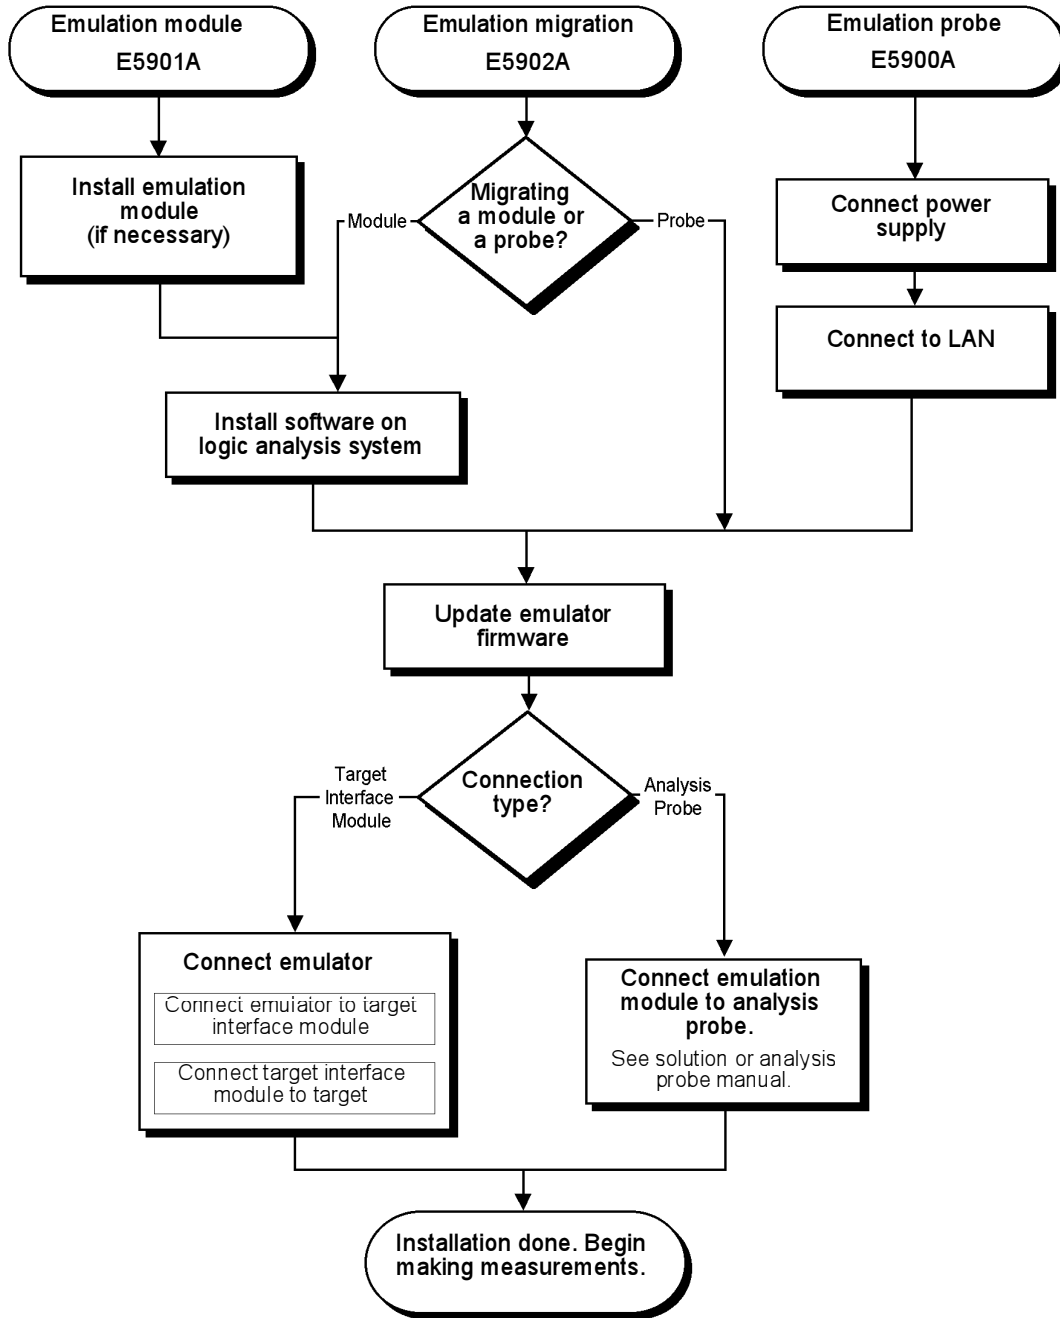 Emulation module
E5901A
Emulation migration
E5902A
Emulation probe
E5900A
Install emulation
module
(if necessary)
Module
Migrating
a module or
a probe?
Probe
Connect power
supply
Connect to LAN
Install software on
logic analysis system
Update emulator
firmware
Target
Interface
Module
Connection
type?
Analysis
Probe
Connect emulator
Connect emulator to target
interface module
Connect target interface
module to target
Connect emulation
module to analysis
probe.
See solution or analysis
probe manual.
Installation done. Begin
making measurements.